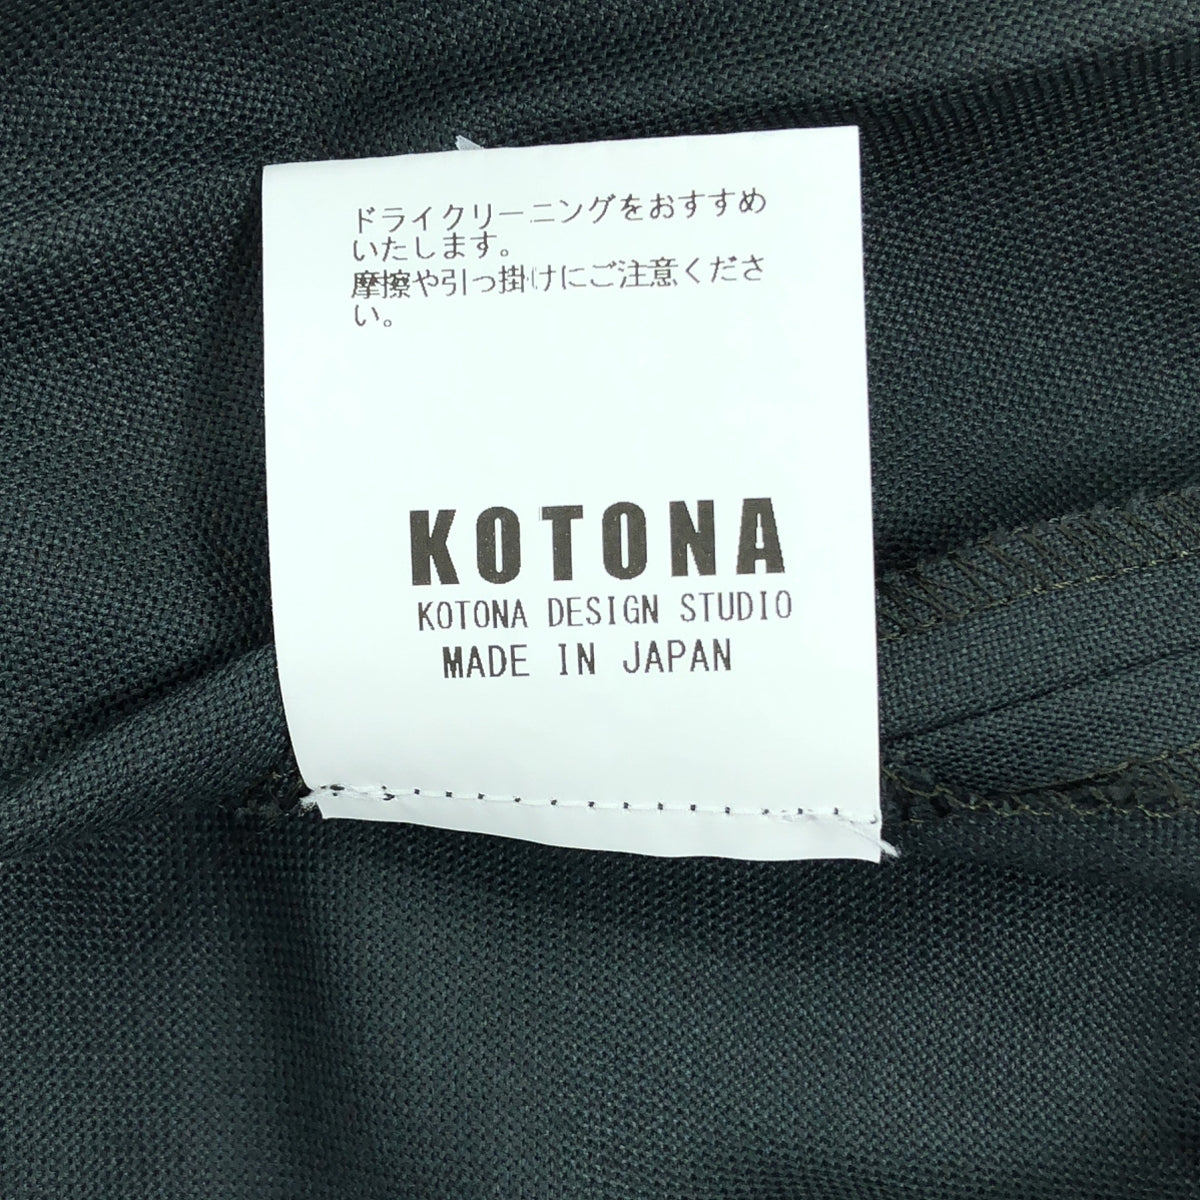 ドライクリーニングをおすすめ
いたします。
摩擦や引っ掛けにご注意くださ
い。
KOTONA
KOTONA DESIGN STUDIO
MADE IN JAPAN